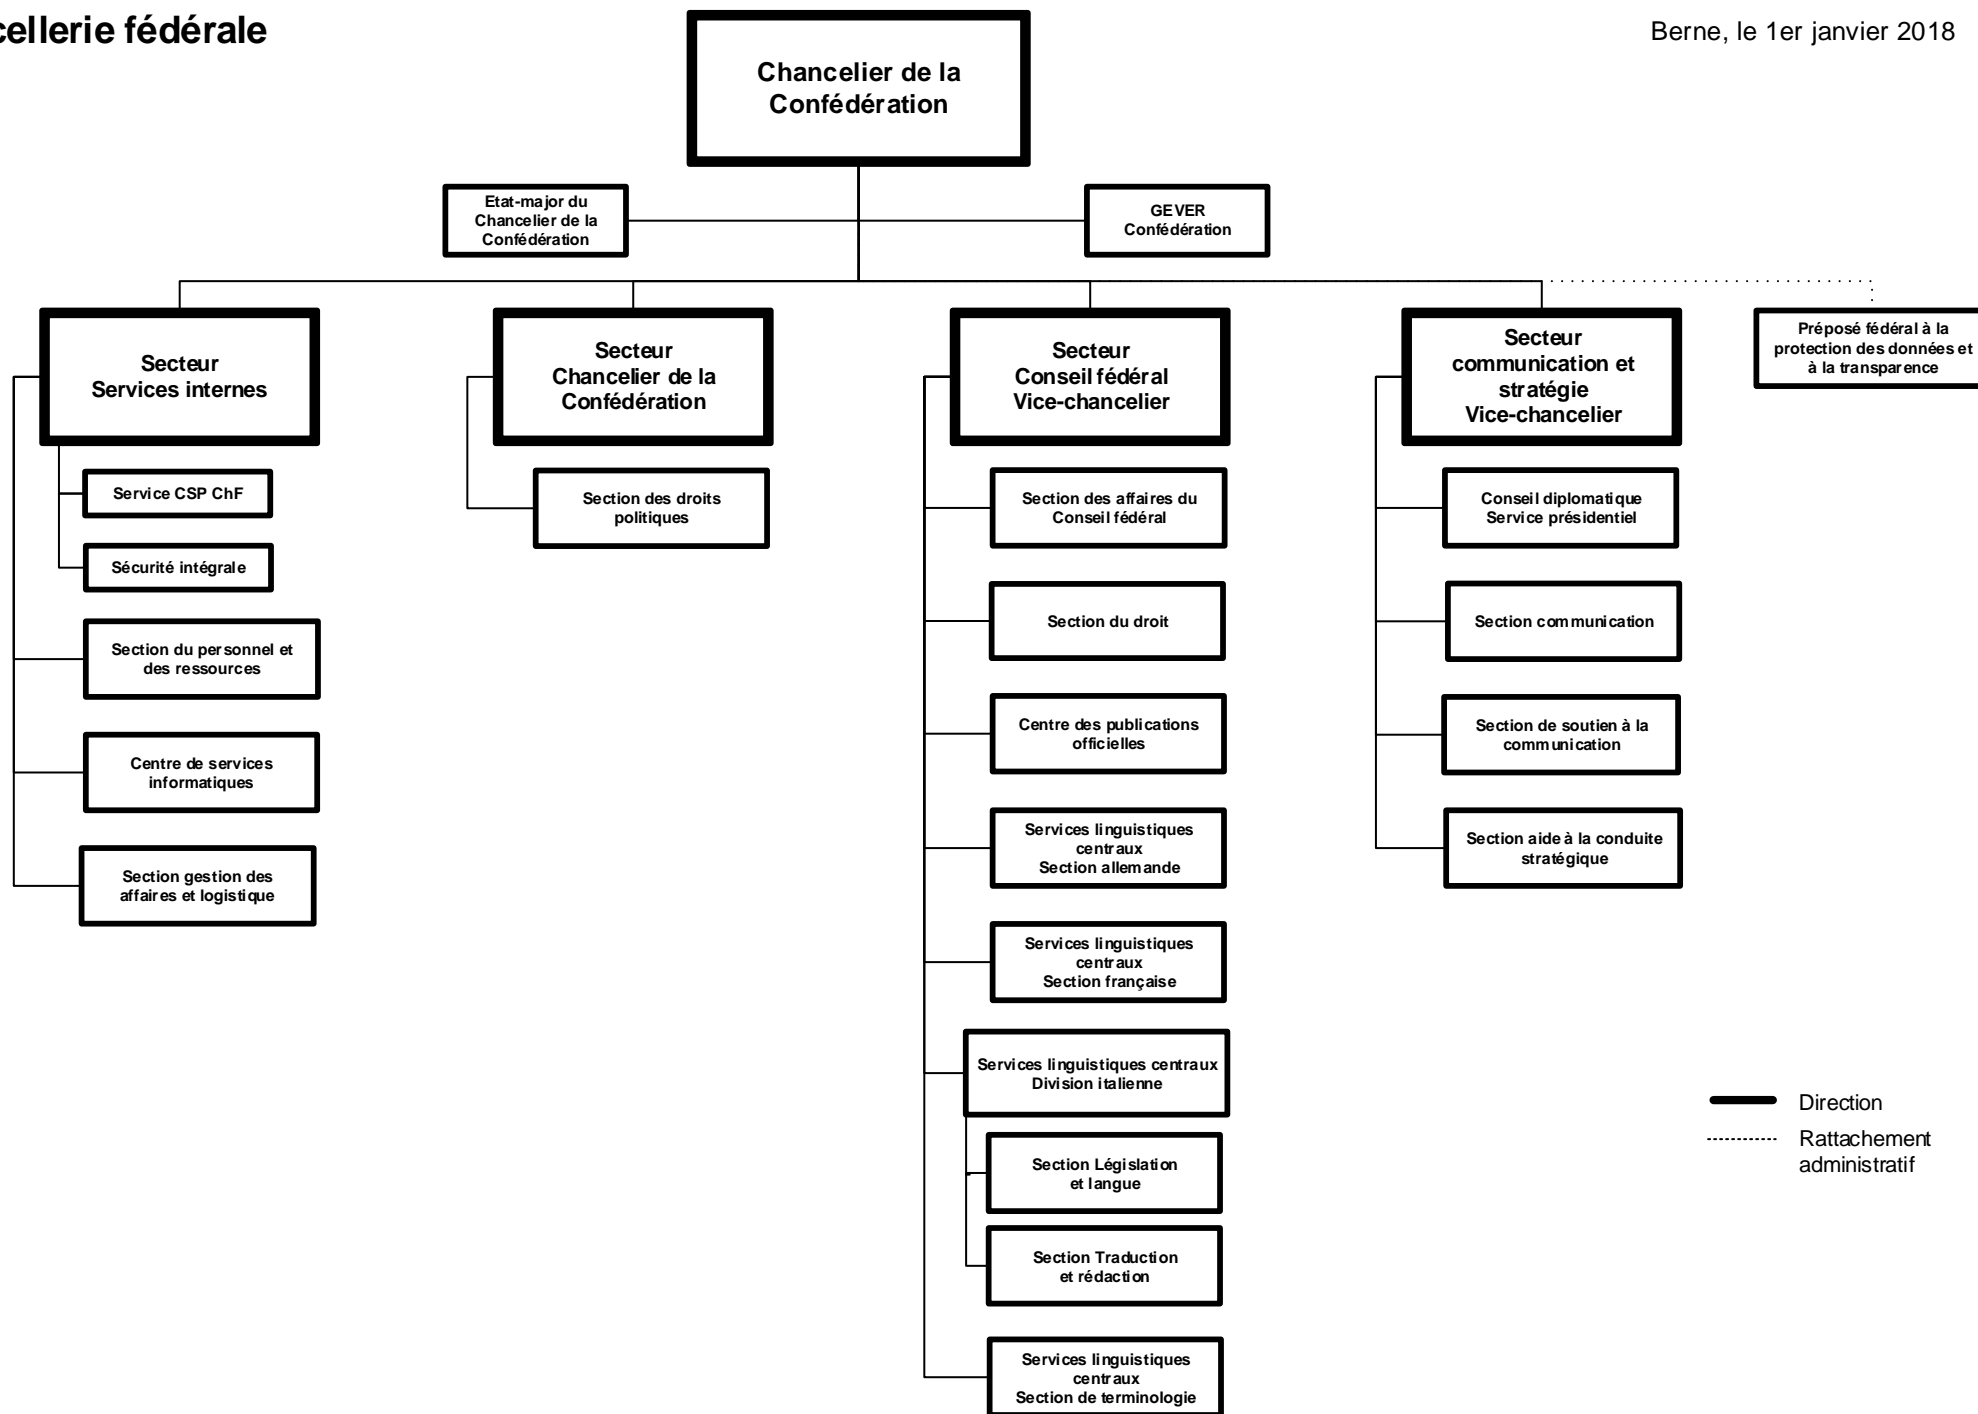 cellerie fédérale
Berne, le 1er janvier 2018
Chancelier de la
Confédération
Etat-major du
Chancelier de la
Confédération
GEVER
Confédération
Secteur
Services internes
Secteur
Chancelier de la
Confédération
Secteur
Conseil fédéral
Vice-chancelier
Secteur
communication et
stratégie
Vice-chancelier
Préposé fédéral à la
protection des données et
à la transparence
Service CSP ChF
Sécurité intégrale
Section du personnel et
des ressources
Centre de services
informatiques
Section gestion des
affaires et logistique
Section des droits
politiques
Section des affaires du
Conseil fédéral
Section du droit
Centre des publications
officielles
Services linguistiques
centraux
Section allemande
Services linguistiques
centraux
Section française
Services linguistiques centraux
Division italienne
Section Législation
et langue
Section Traduction
et rédaction
Services linguistiques
centraux
Section de terminologie
Conseil diplomatique
Service présidentiel
Section communication
Section de soutien à la
communication
Section aide à la conduite
stratégique
Direction
Rattachement
administratif